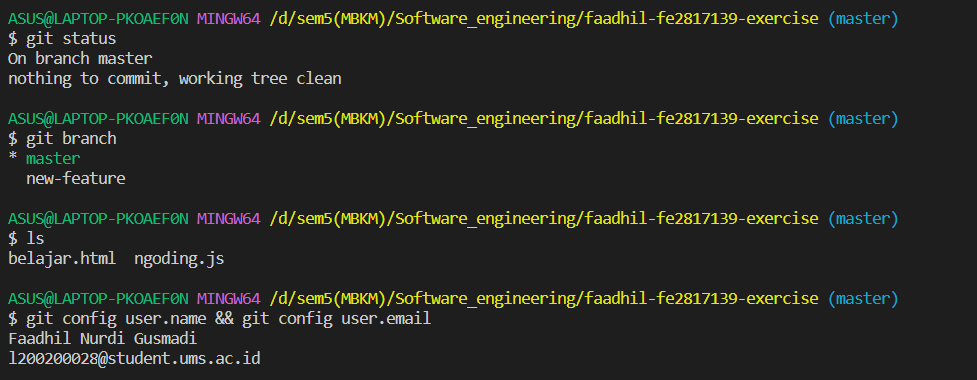 ASUS@LAPTOP-PKOAEF0N MINGW64 /d/sem5(MBKM)/Software_engineering/faadhil-fe2817139-exercise (master)
$ git status
On branch master
nothing to commit, working tree clean
ASUS@LAPTOP-PKOAEF0N MINGW64 /d/sem5(MBKM)/Software_engineering/faadhil-fe2817139-exercise (master)
$ git branch
* master
new-feature
ASUS@LAPTOP-PKOAEF0N MINGW64 /d/sem5(MBKM)/Software_engineering/faadhil-fe2817139-exercise (master)
$ ls
belajar.html  ngoding.js
ASUS@LAPTOP-PKOAEF0N MINGW64 /d/sem5(MBKM)/Software_engineering/faadhil-fe2817139-exercise (master)
$ git config user.name && git config user.email
Faadhil Nurdi Gusmadi
l200200028@student.ums.ac.id